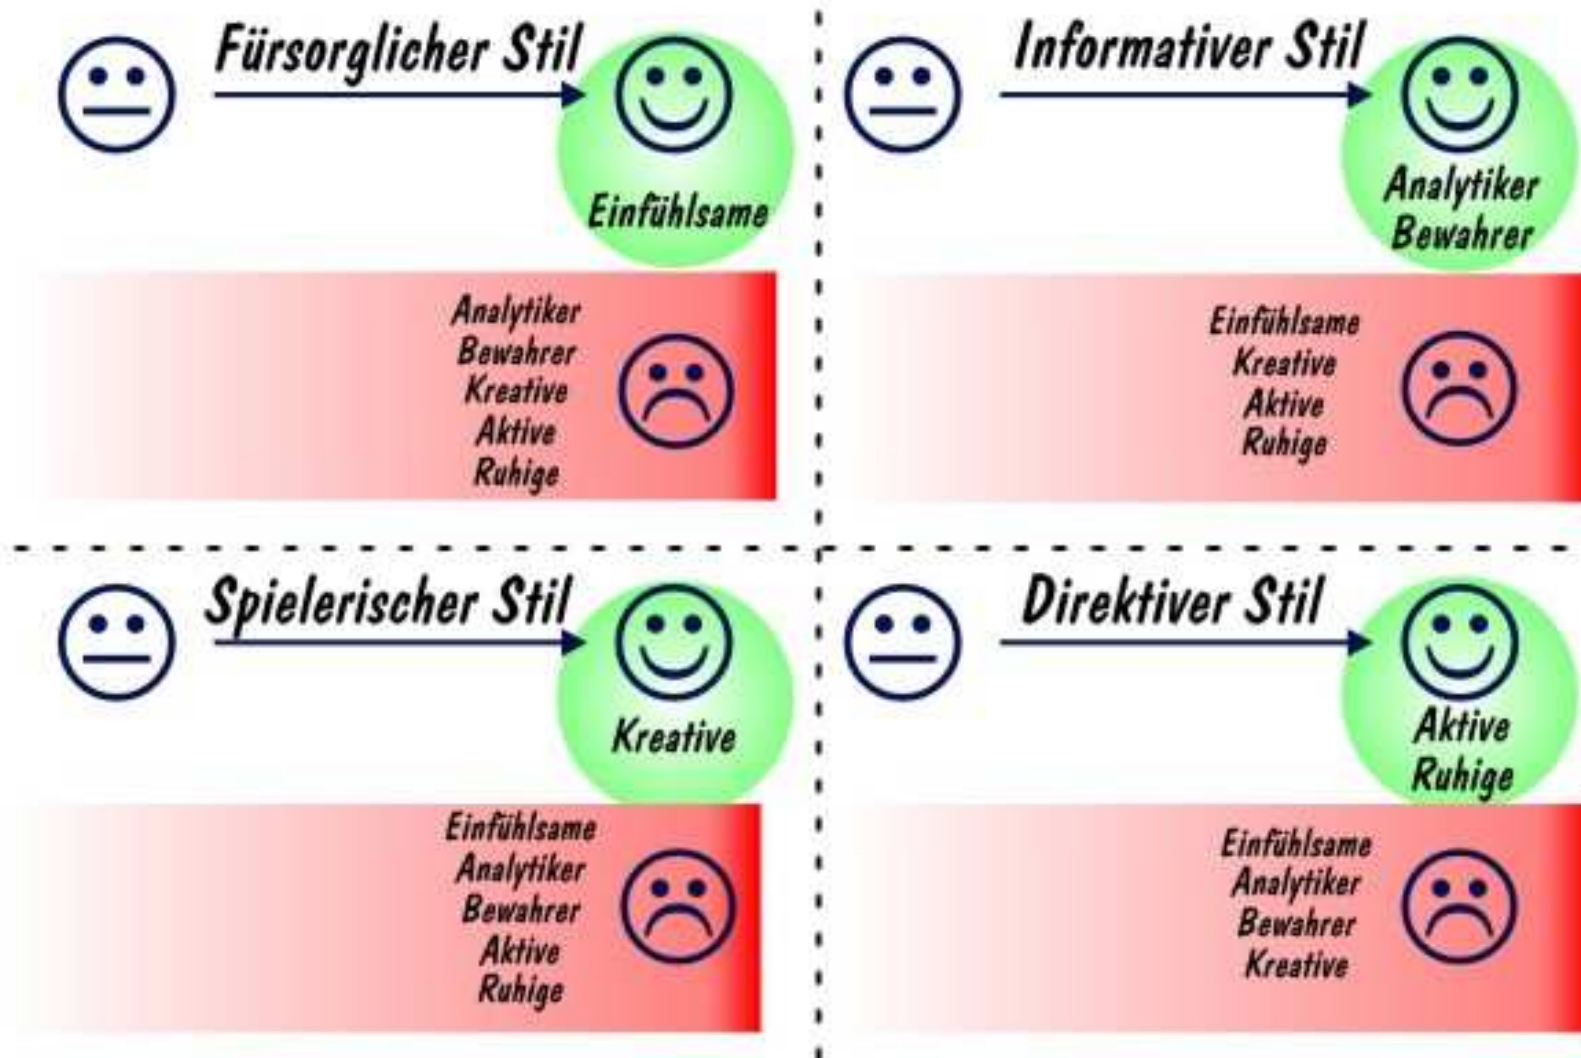 Fürsorglicher Stil
Einfühlsame
Analytiker
Bewahrer
Kreative
Aktive
Ruhige
Informativer Stil
Analytiker
Bewahrer
Einfühlsame
Kreative
Aktive
Ruhige
Spielerischer Stil
Kreative
Einfühlsame
Analytiker
Bewahrer
Aktive
Ruhige
Direktiver Stil
Aktive
Ruhige
Einfühlsame
Analytiker
Bewahrer
Kreative